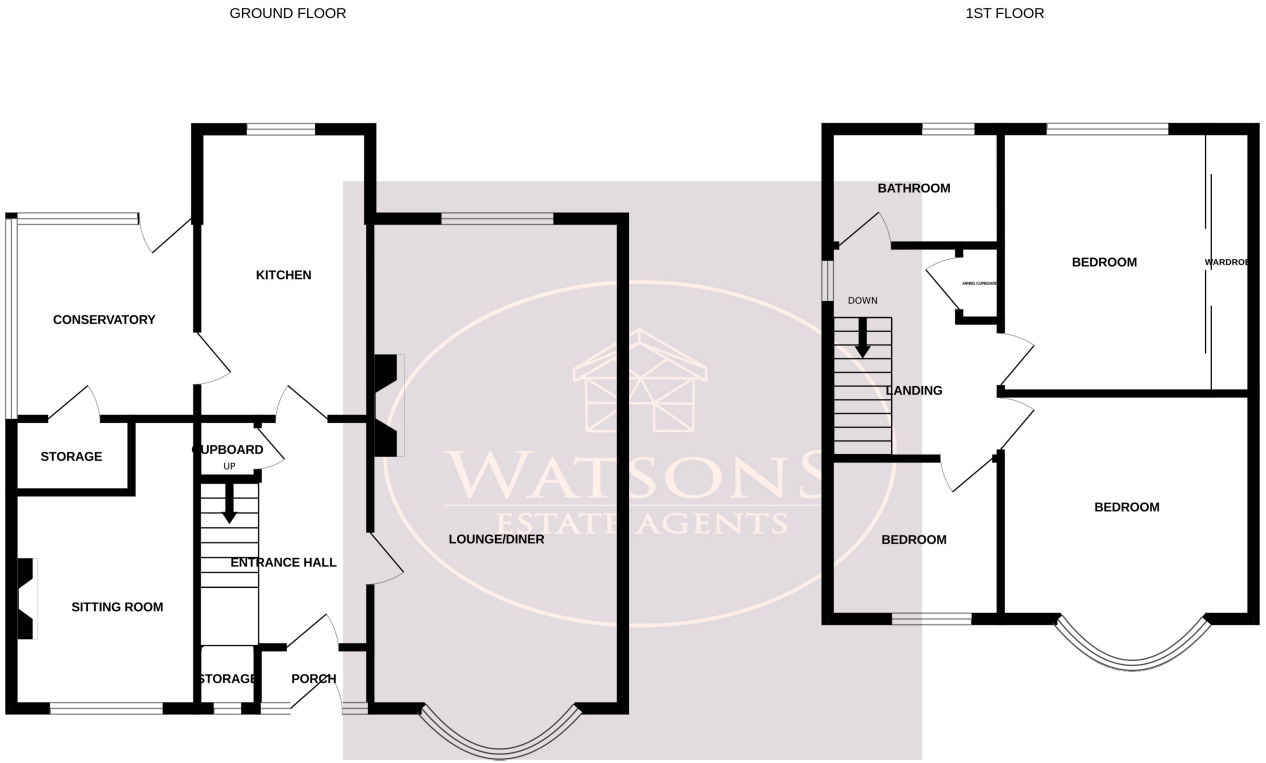 GROUND FLOOR
1ST FLOOR
BATHROOM
KITCHEN
BEDROOM
WARDROB
AIRING CUPBOARD
CONSERVATORY
DOWN
LANDING
STORAGE
CUPBOARD
UP
WATSONS
ESTATE AGENTS
LOUNGE/DINER
BEDROOM
BEDROOM
ENTRANCE HALL
SITTING ROOM
STORAGE
PORCH